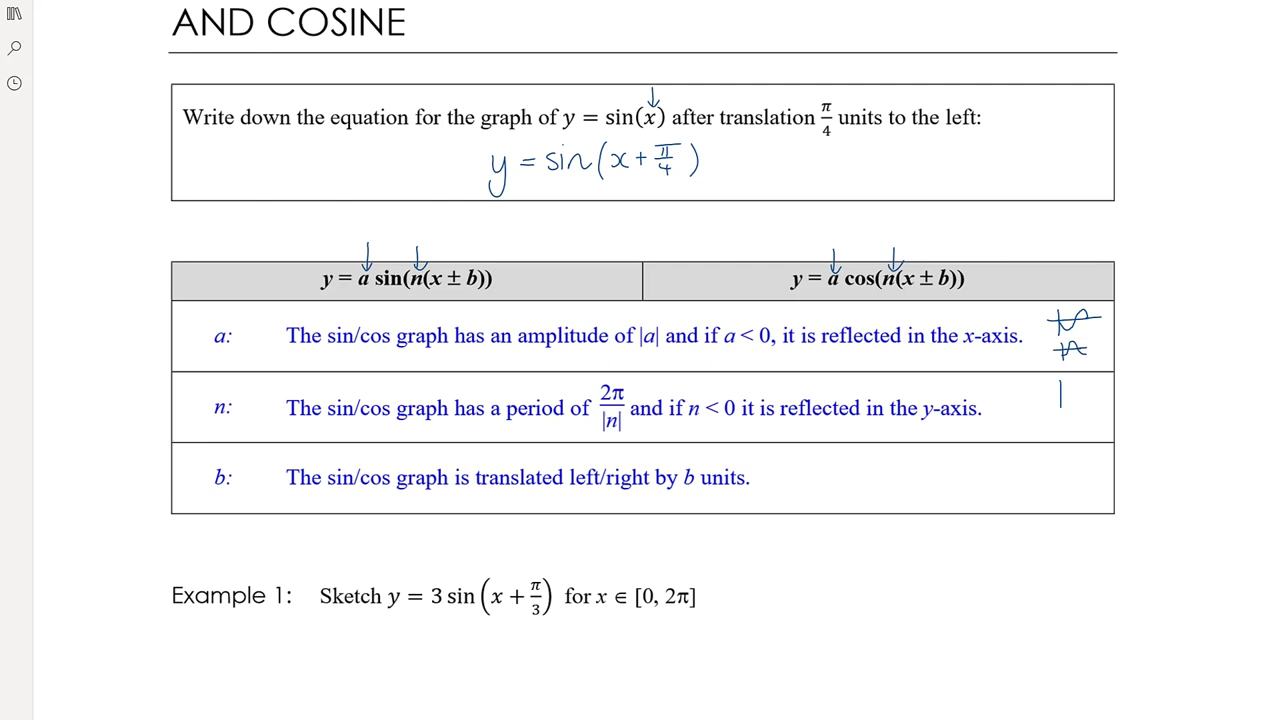 AND COSINE
Write down the equation for the graph of y = sin(x) after translation π/4 units to the left:
y = sin(x + π/4)
y = a sin(n(x ± b)) y = a cos(n(x ± b))
a: The sin/cos graph has an amplitude of |a| and if a < 0, it is reflected in the x-axis.
n: The sin/cos graph has a period of 2π/|n| and if n < 0 it is reflected in the y-axis.
b: The sin/cos graph is translated left/right by b units.
Example 1: Sketch y = 3 sin(x + π/3) for x ∈ [0, 2π]